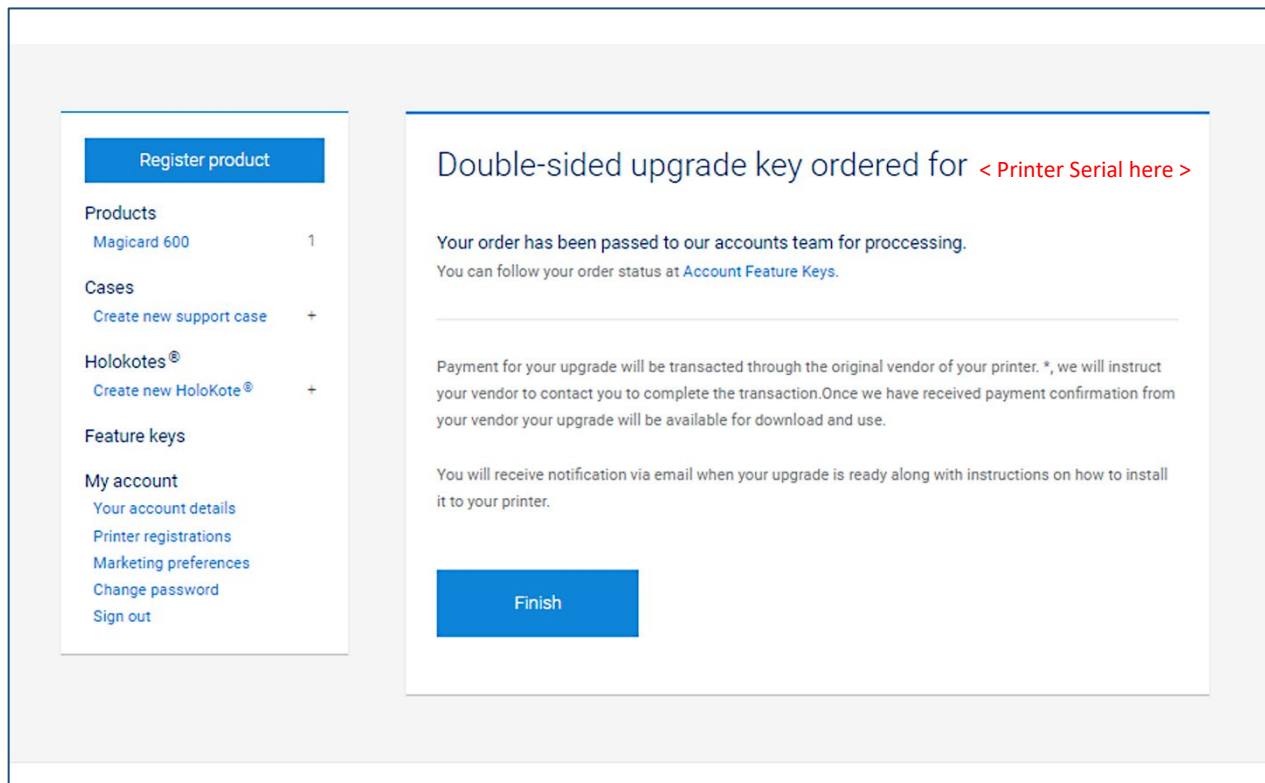 Register product
Products
Magicard 600 1
Cases
Create new support case +
Holokotes®
Create new HoloKote® +
Feature keys
My account
Your account details
Printer registrations
Marketing preferences
Change password
Sign out
Double-sided upgrade key ordered for < Printer Serial here >
Your order has been passed to our accounts team for proccessing.
You can follow your order status at Account Feature Keys.
Payment for your upgrade will be transacted through the original vendor of your printer. *, we will instruct
your vendor to contact you to complete the transaction.Once we have received payment confirmation from
your vendor your upgrade will be available for download and use.
You will receive notification via email when your upgrade is ready along with instructions on how to install
it to your printer.
Finish